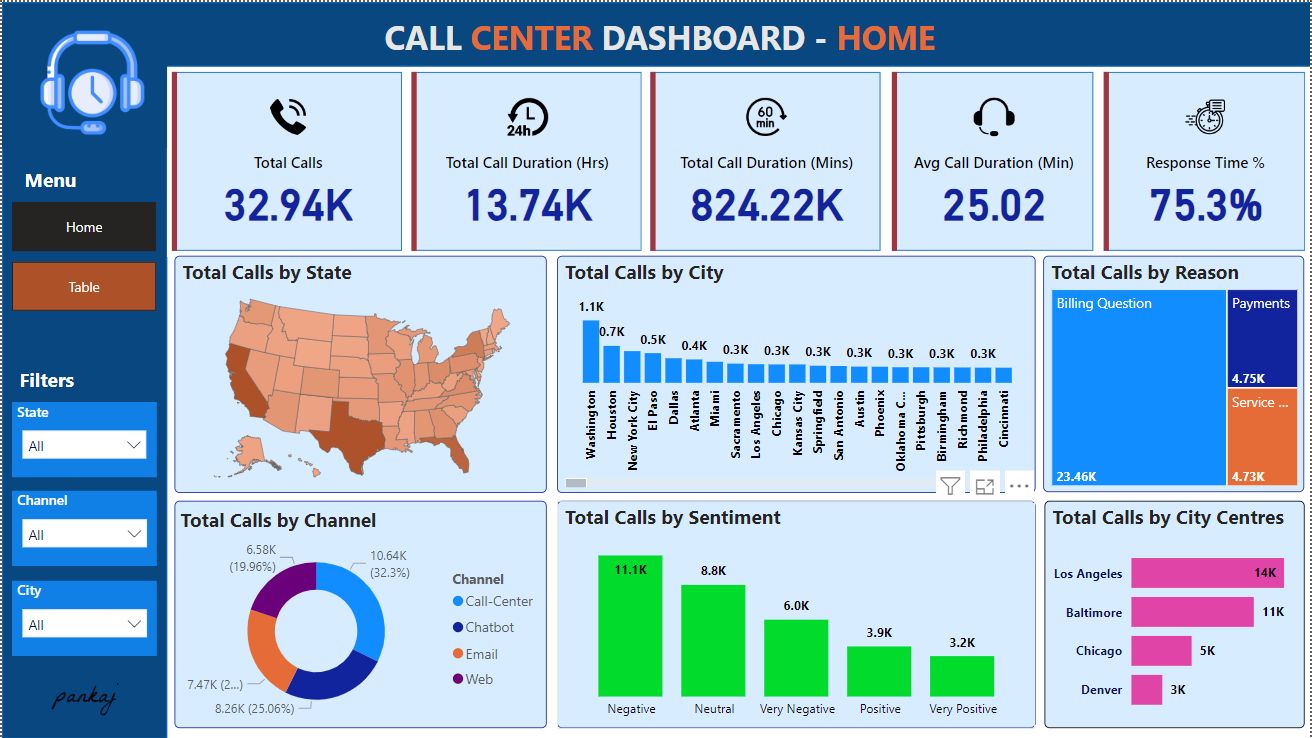 CALL CENTER DASHBOARD - HOME
Menu
Home
Table
Filters
State
All
Channel
All
City
All
pankaj
24h
60
min
Total Calls
32.94K
Total Call Duration (Hrs)
13.74K
Total Call Duration (Mins)
824.22K
Avg Call Duration (Min)
25.02
Response Time %
75.3%
Total Calls by State
Total Calls by City
1.1K
0.7K
0.5K
0.4K
0.3K
0.3K
0.3K
0.3K
0.3K
0.3K
0.3K
Washington
Houston
New York City
El Paso
Dallas
Atlanta
Miami
Sacramento
Los Angeles
Chicago
Kansas City
Springfield
San Antonio
Austin
Phoenix
Oklahoma C...
Pittsburgh
Birmingham
Richmond
Philadelphia
Cincinnati
Total Calls by Reason
Billing Question
23.46K
Payments
4.75K
Service ...
4.73K
Total Calls by Channel
6.58K
(19.96%)
10.64K
(32.3%)
7.47K (2...)
8.26K (25.06%)
Channel
Call-Center
Chatbot
Email
Web
Total Calls by Sentiment
11.1K
8.8K
6.0K
3.9K
3.2K
Negative
Neutral
Very Negative
Positive
Very Positive
Total Calls by City Centres
Los Angeles 14K
Baltimore 11K
Chicago 5K
Denver 3K